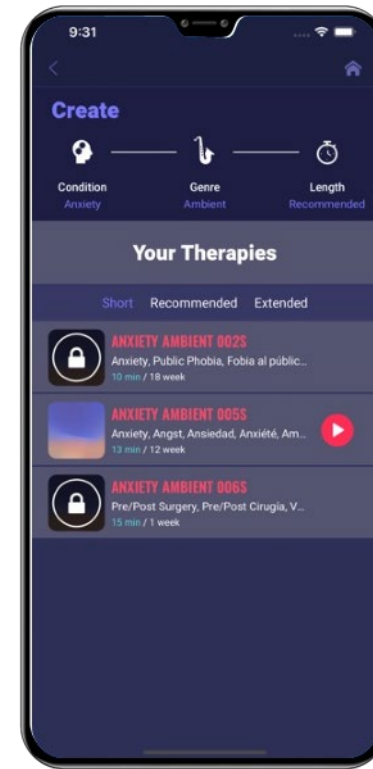 9:31
Create
Condition Genre Length
Anxiety Ambient Recommended
Your Therapies
Short Recommended Extended
ANXIETY AMBIENT 002S
Anxiety, Public Phobia, Fobia al públic...
10 min / 18 week
ANXIETY AMBIENT 005S
Anxiety, Angst, Ansiedad, Anxiété, Am...
13 min / 12 week
ANXIETY AMBIENT 006S
Pre/Post Surgery, Pre/Post Cirugía, V...
15 min / 1 week